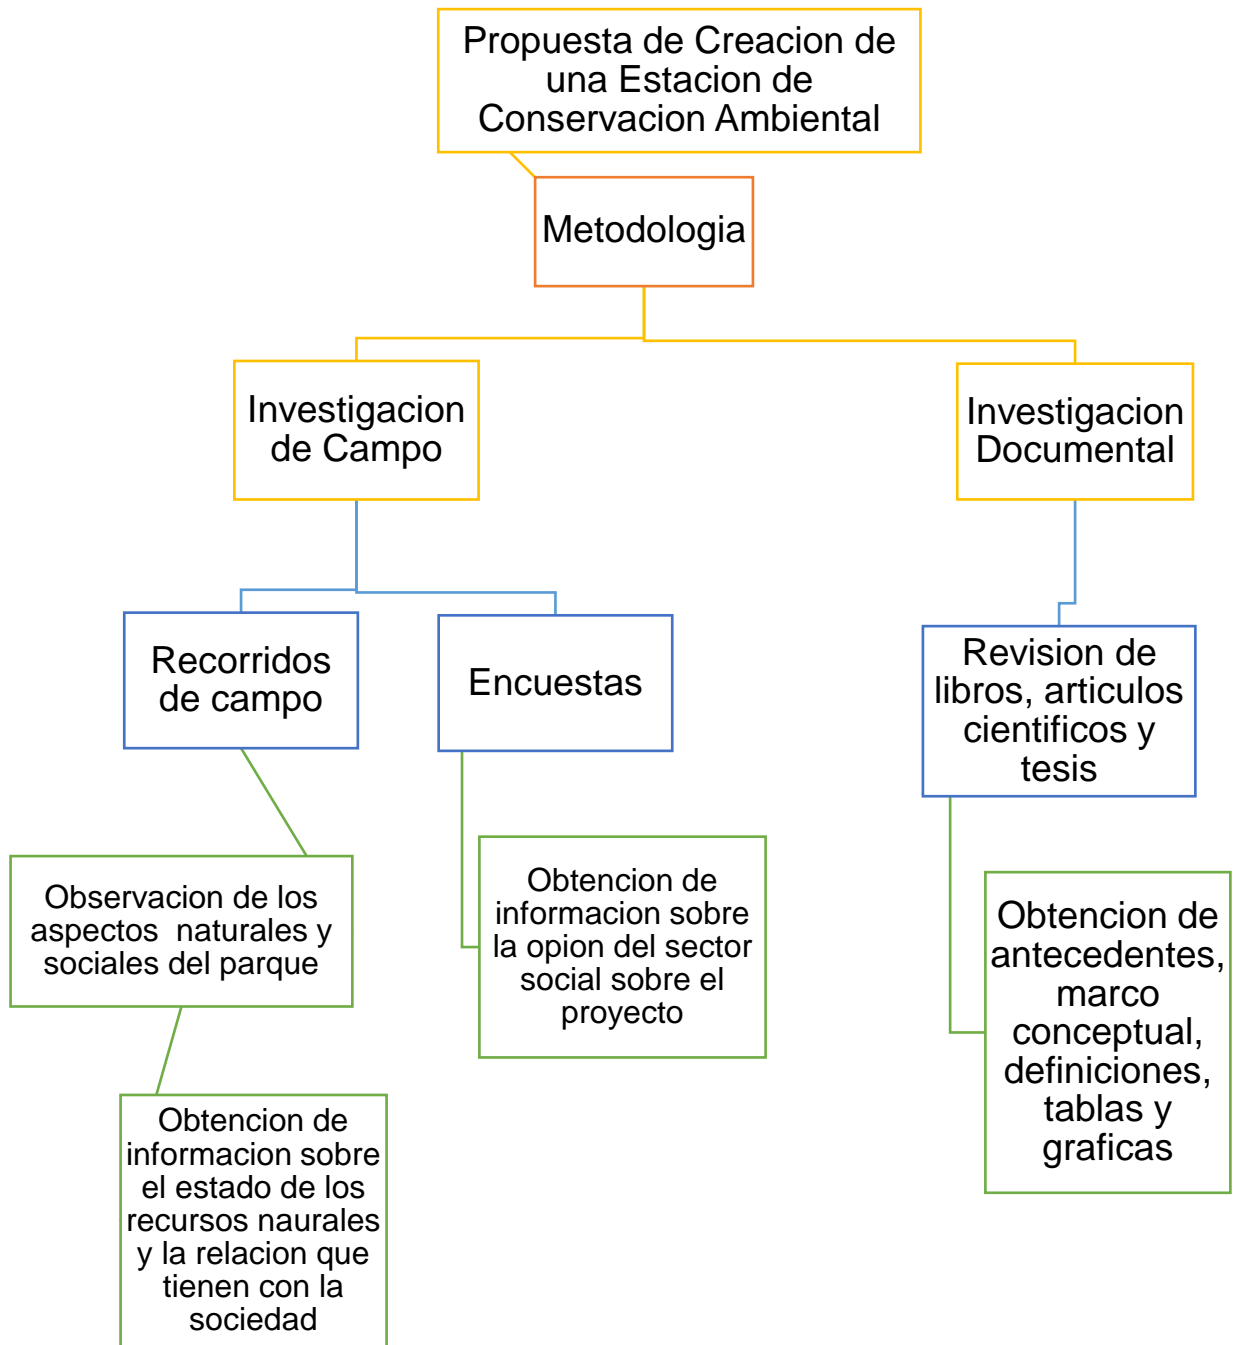 Propuesta de Creacion de
una Estacion de
Conservacion Ambiental
Metodologia
Investigacion
de Campo
Investigacion
Documental
Recorridos
de campo
Encuestas
Revision de
libros, articulos
cientificos y
tesis
Observacion de los
aspectos naturales y
sociales del parque
Obtencion de
informacion sobre
la opion del sector
social sobre el
proyecto
Obtencion de
antecedentes,
marco
conceptual,
definiciones,
tablas y
graficas
Obtencion de
informacion sobre
el estado de los
recursos naurales
y la relacion que
tienen con la
sociedad